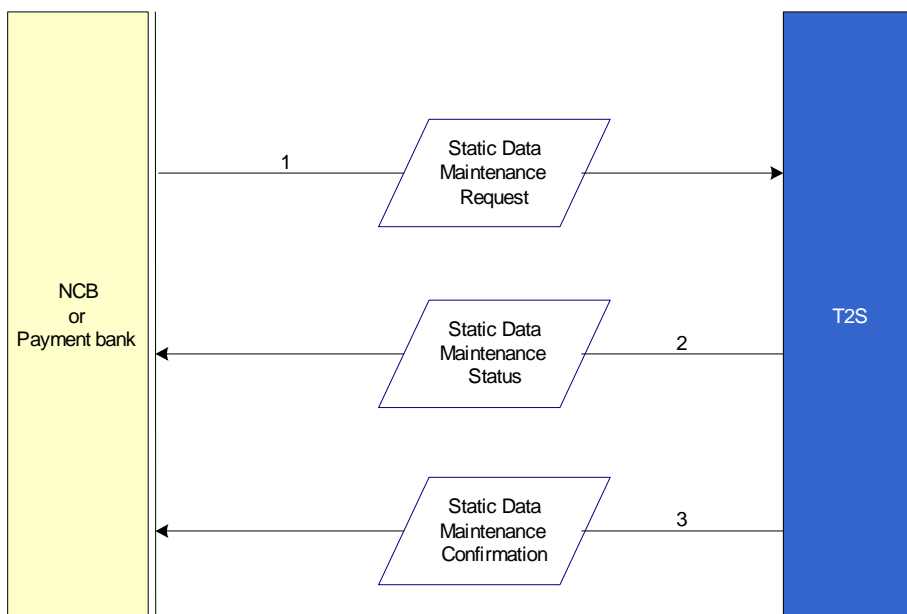 1
Static Data
Maintenance
Request
NCB
or
Payment bank
T2S
Static Data
Maintenance
Status
2
Static Data
Maintenance
Confirmation
3